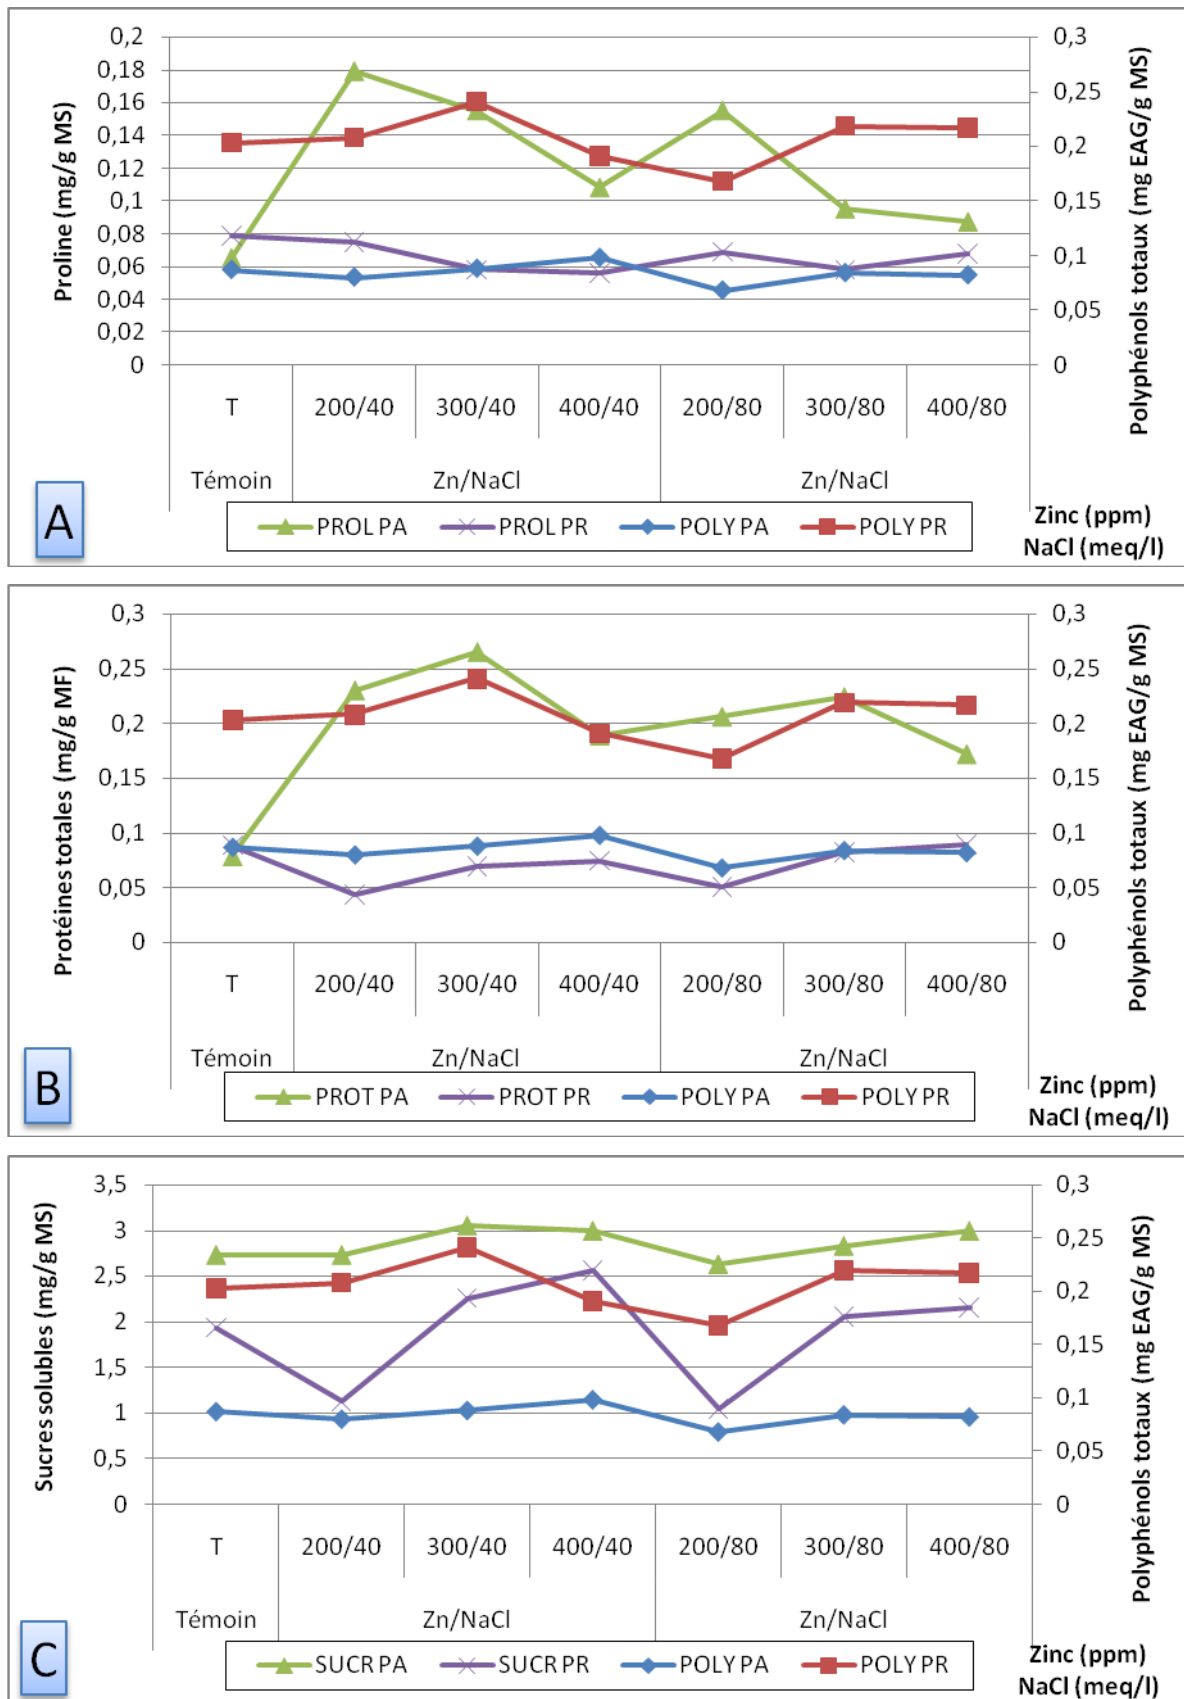 Proline (mg/g MS)
0,2
0,18
0,16
0,14
0,12
0,1
0,08
0,06
0,04
0,02
0
0,3
0,25
0,2
0,15
0,1
0,05
0
Polyphénols totaux (mg EAG/g MS)
T 200/40 300/40 400/40 200/80 300/80 400/80
Témoin Zn/NaCl Zn/NaCl
A
PROL PA PROL PR POLY PA POLY PR
Zinc (ppm)
NaCl (meq/l)
Protéines totales (mg/g MF)
0,3
0,25
0,2
0,15
0,1
0,05
0
0,3
0,25
0,2
0,15
0,1
0,05
0
Polyphénols totaux (mg EAG/g MS)
T 200/40 300/40 400/40 200/80 300/80 400/80
Témoin Zn/NaCl Zn/NaCl
B
PROT PA PROT PR POLY PA POLY PR
Zinc (ppm)
NaCl (meq/l)
Sucres solubles (mg/g MS)
3,5
3
2,5
2
1,5
1
0,5
0
0,3
0,25
0,2
0,15
0,1
0,05
0
Polyphénols totaux (mg EAG/g MS)
T 200/40 300/40 400/40 200/80 300/80 400/80
Témoin Zn/NaCl Zn/NaCl
C
SUCR PA SUCR PR POLY PA POLY PR
Zinc (ppm)
NaCl (meq/l)